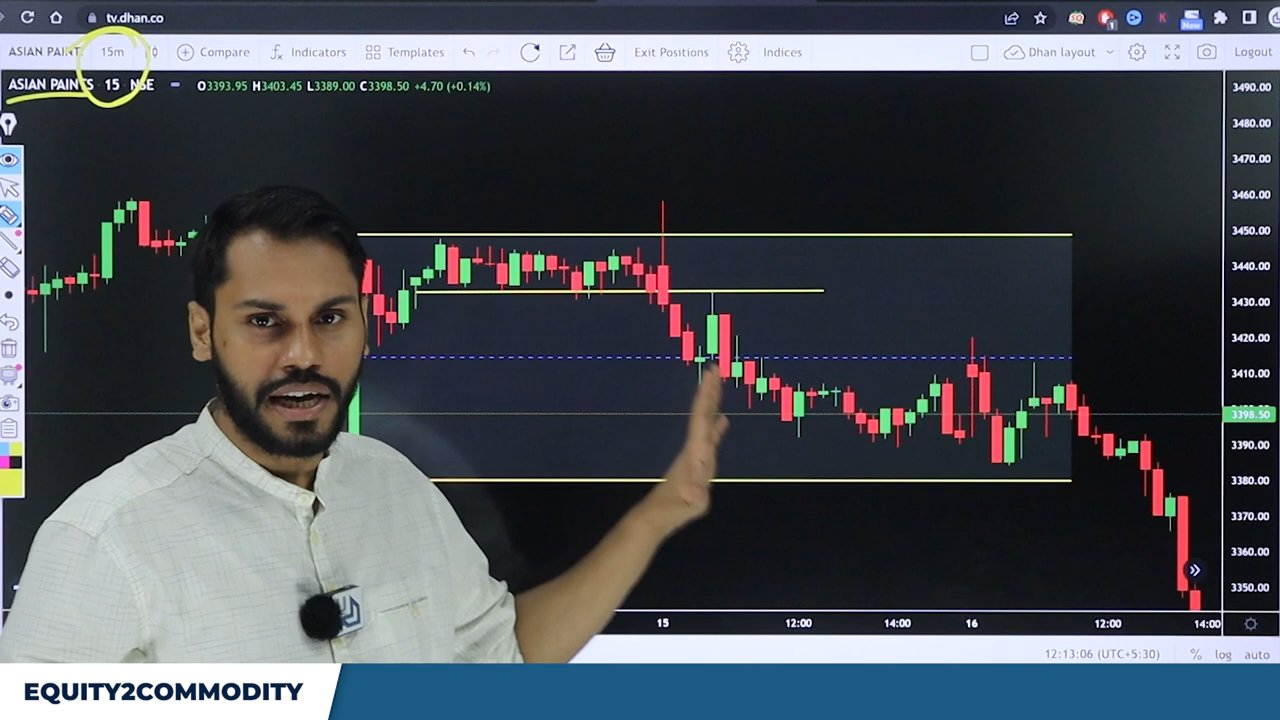 tv.dhan.co
New
1
ASIAN PAINT 15m Compare Indicators Templates Exit Positions Indices Dhan layout Logout
ASIAN PAINTS 15 NSE O3393.95 H3403.45 L3389.00 C3398.50 +4.70 (+0.14%)
3490.00
3480.00
3470.00
3460.00
3450.00
3440.00
3430.00
3420.00
3410.00
3398.50
3390.00
3380.00
3370.00
3360.00
3350.00
15 12:00 14:00 16 12:00 14:00
12:13:06 (UTC+5:30) % log auto
EQUITY2COMMODITY